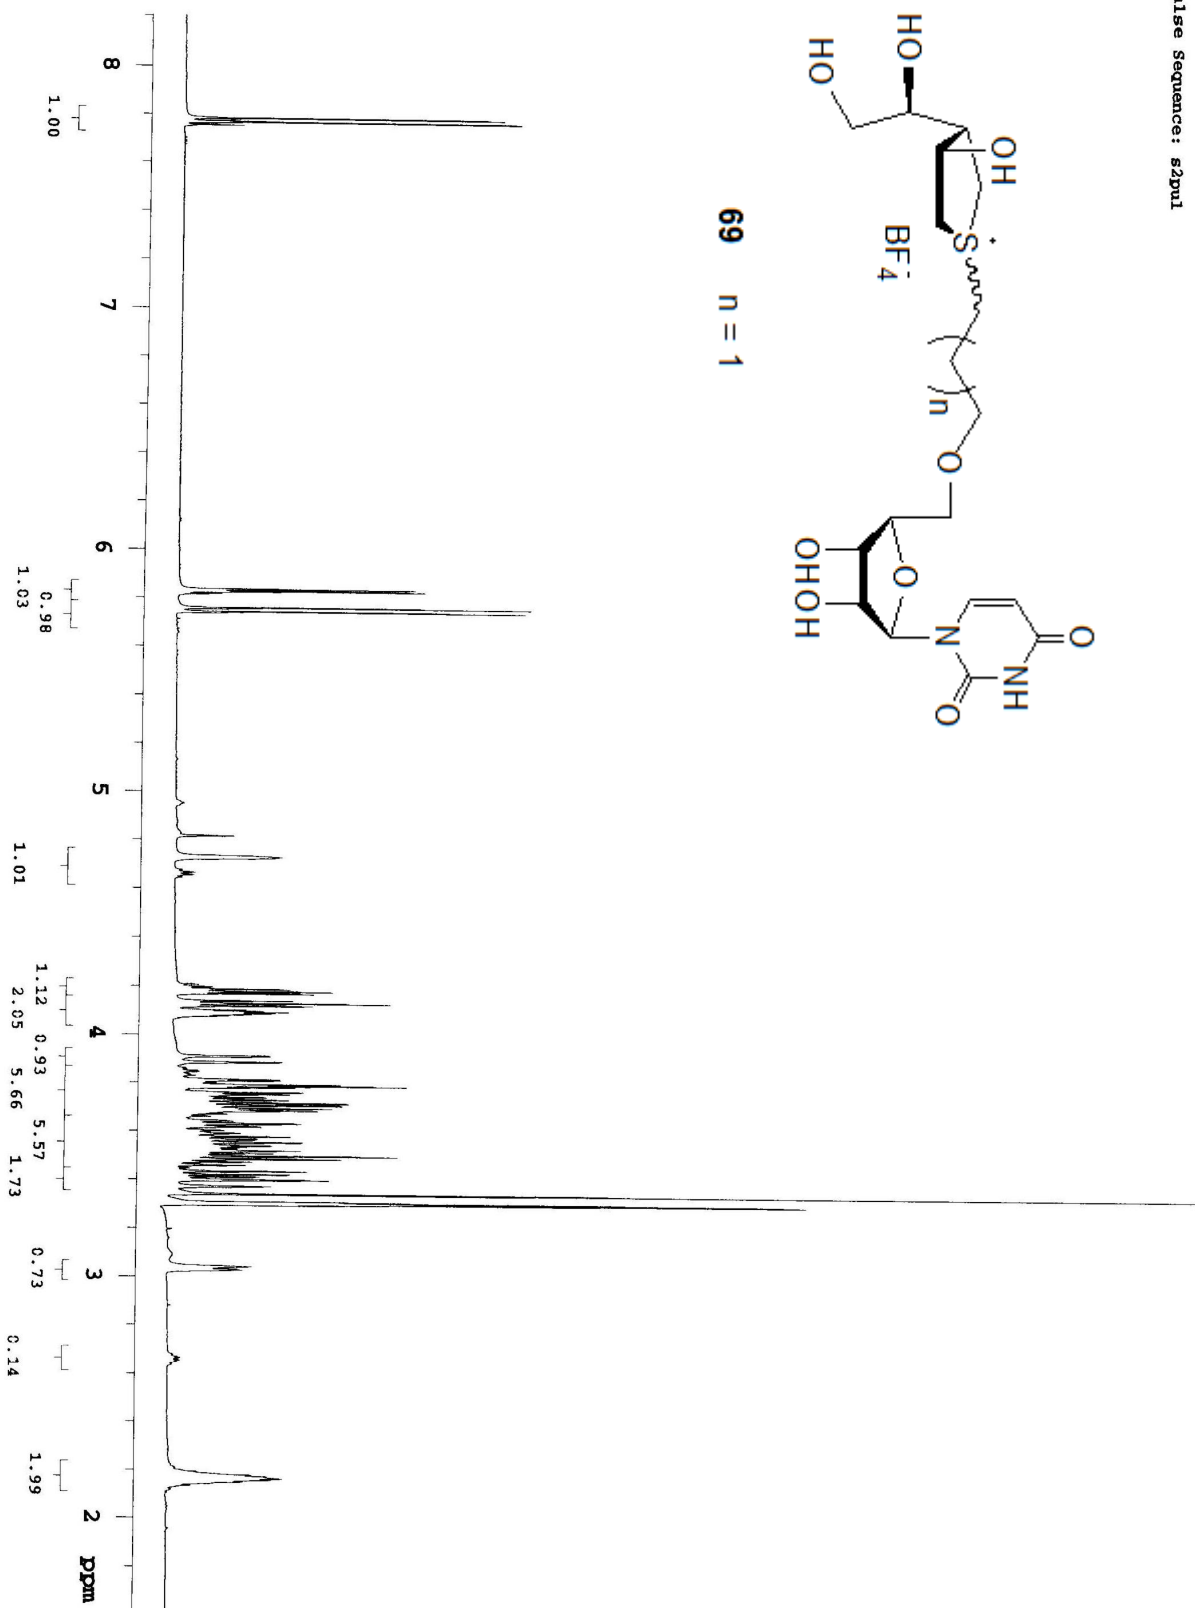 alse Sequence: s2pul
HO
HO
OH
S
+
BF4-
n
O
O
OHOH
N
NH
O
O
69 n = 1
8
7
6
5
4
3
2 ppm
1.00
1.03
0.98
1.01
1.12
2.05
0.93
5.66
5.57
1.73
0.73
0.14
1.99